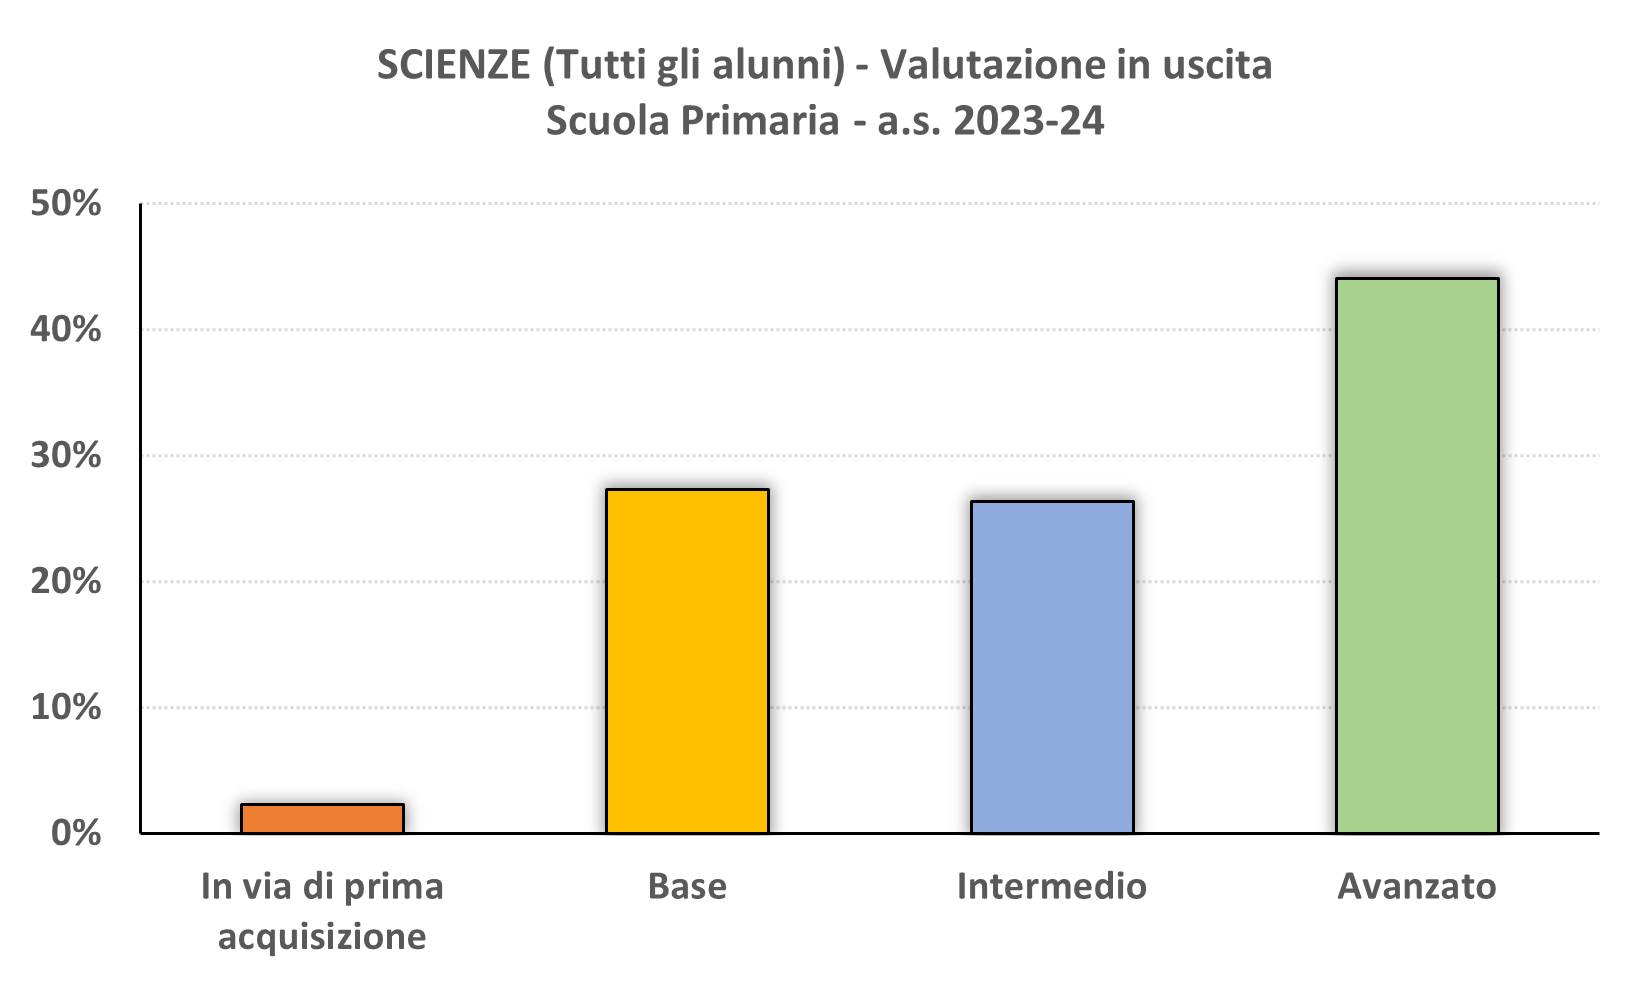 SCIENZE (Tutti gli alunni) - Valutazione in uscita
Scuola Primaria - a.s. 2023-24
50%
40%
30%
20%
10%
0%
In via di prima
acquisizione
Base
Intermedio
Avanzato